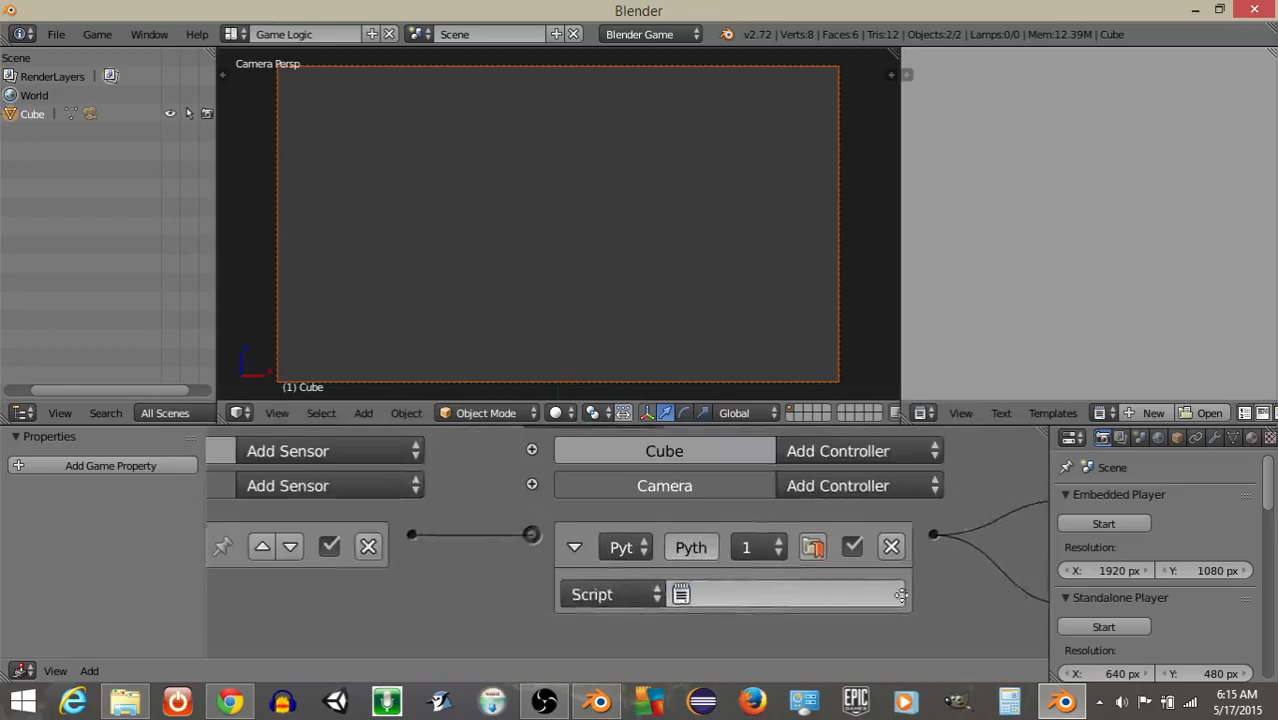 Blender
File Game Window Help Game Logic Scene Blender Game v2.72 | Verts:8 | Faces:6 | Tris:12 | Objects:2/2 | Lamps:0/0 | Mem:12.39M | Cube
Scene
RenderLayers |
World
Cube |
Camera Persp
(1) Cube
View Search All Scenes
View Select Add Object Object Mode Global
View Text Templates New Open
Properties
Add Game Property
Add Sensor
Add Sensor
Cube Add Controller
Camera Add Controller
Pyt Pyth 1
Script
Scene
Embedded Player
Start
Resolution:
X: 1920 px Y: 1080 px
Standalone Player
Start
Resolution:
X: 640 px Y: 480 px
View Add
EPIC GAMES
6:15 AM
5/17/2015